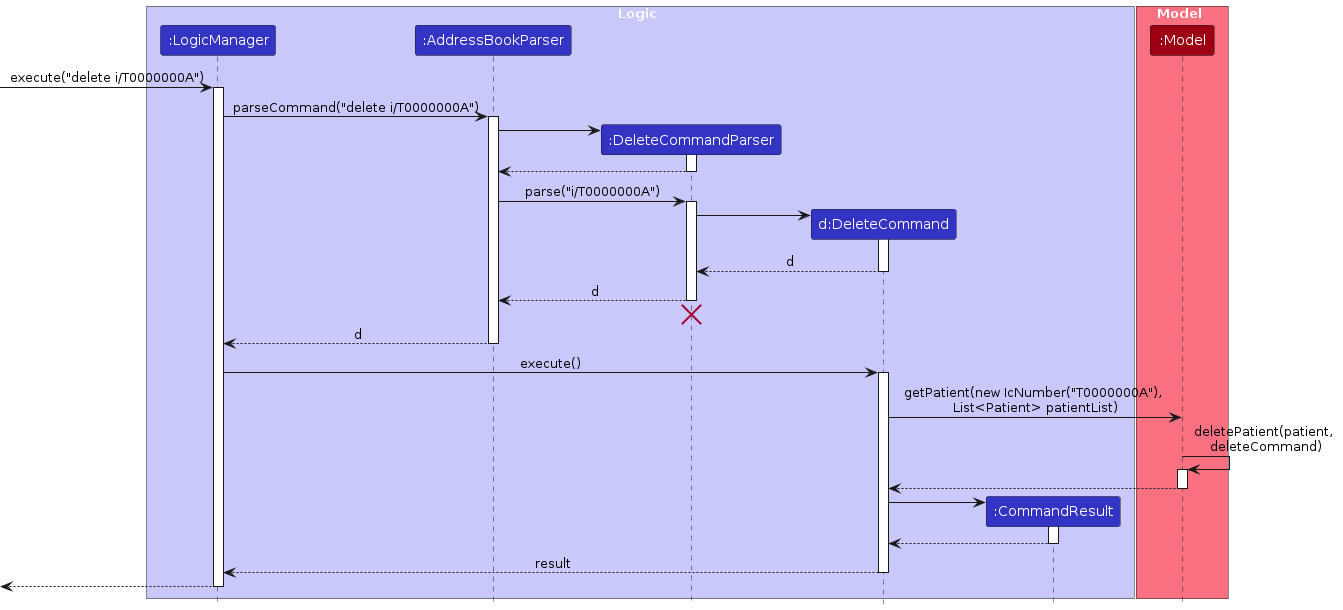 Logic
Model
:LogicManager
:AddressBookParser
:Model
execute("delete i/T0000000A")
parseCommand("delete i/T0000000A")
:DeleteCommandParser
parse("i/T0000000A")
d:DeleteCommand
d
d
d
execute()
getPatient(new IcNumber("T0000000A"),
List<Patient> patientList)
deletePatient(patient,
deleteCommand)
:CommandResult
result